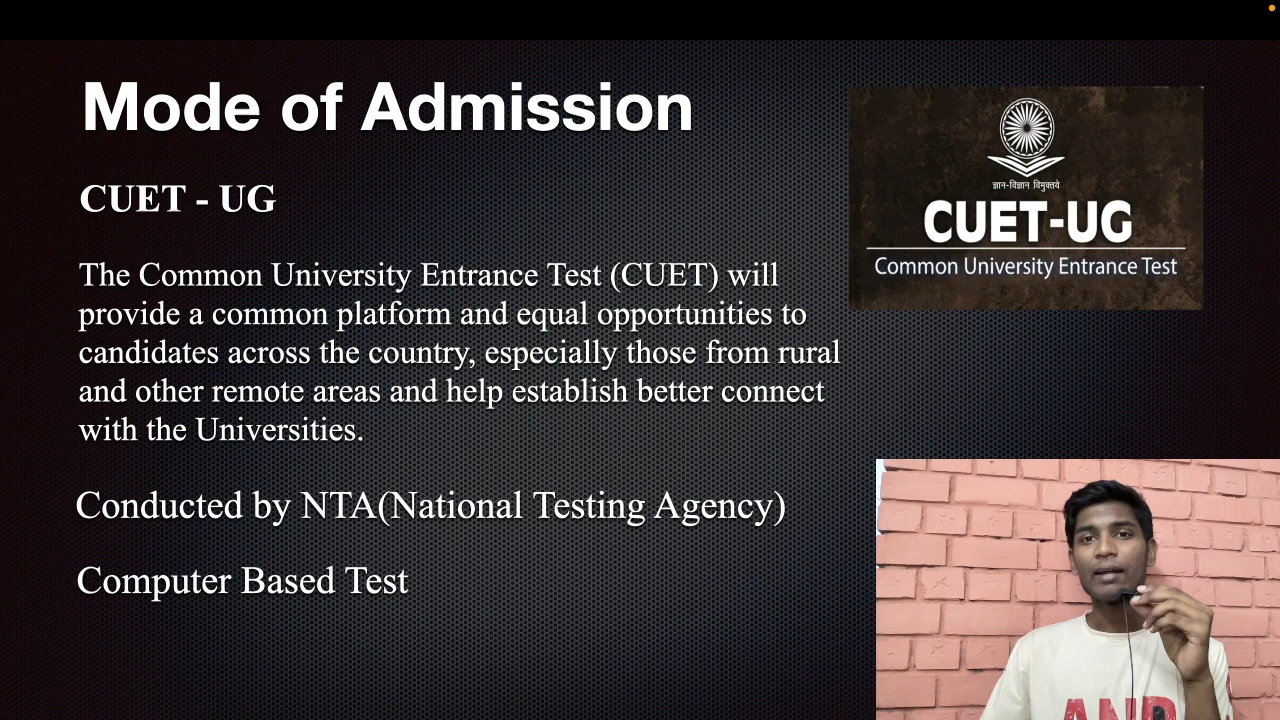 Mode of Admission
CUET - UG
The Common University Entrance Test (CUET) will
provide a common platform and equal opportunities to
candidates across the country, especially those from rural
and other remote areas and help establish better connect
with the Universities.
Conducted by NTA(National Testing Agency)
Computer Based Test
ज्ञान-विज्ञान विमुक्तये
CUET-UG
Common University Entrance Test